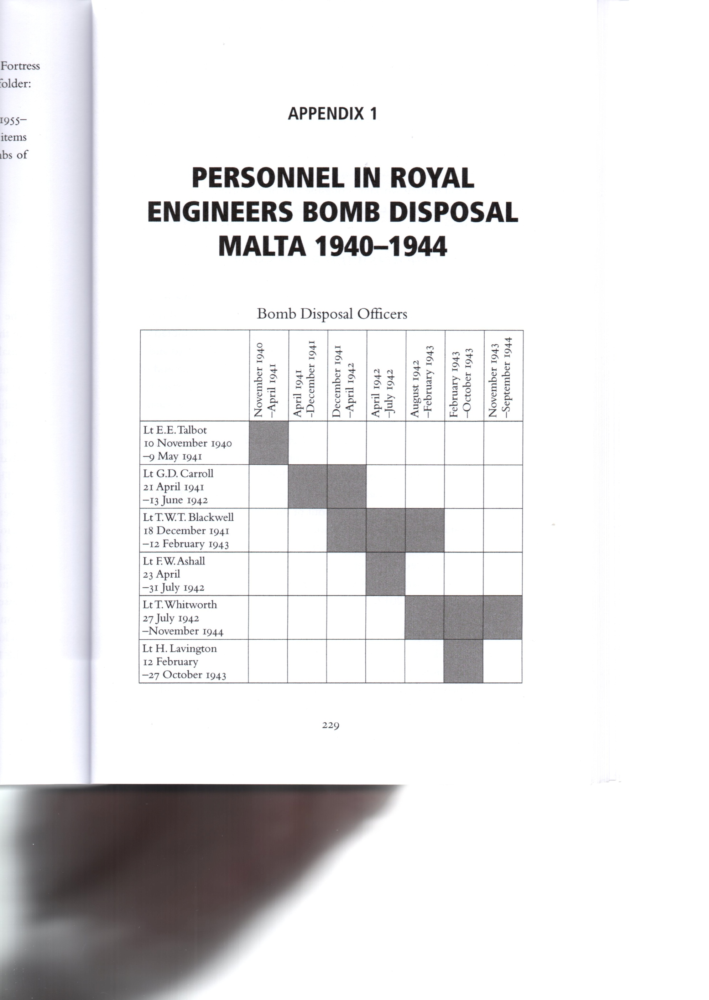 Fortress
folder:
1955–
items
of
APPENDIX 1
PERSONNEL IN ROYAL
ENGINEERS BOMB DISPOSAL
MALTA 1940–1944
Bomb Disposal Officers
November 1940
–April 1941
April 1941
-December 1941
December 1941
–April 1942
April 1942
–July 1942
August 1942
–February 1943
February 1943
–October 1943
November 1943
–September 1944
Lt E.E. Talbot
10 November 1940
–9 May 1941
Lt G.D. Carroll
21 April 1941
–13 June 1942
Lt T.W.T. Blackwell
18 December 1941
–12 February 1943
Lt F.W. Ashall
23 April
–31 July 1942
Lt T. Whitworth
27 July 1942
–November 1944
Lt H. Lavington
12 February
–27 October 1943
229